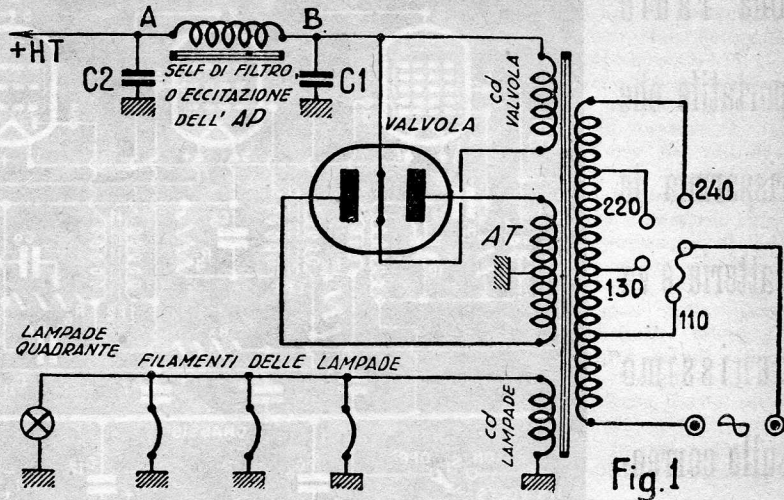 A
B
+HT
C2
C1
SELF DI FILTRO,
O ECCITAZIONE
DELL' AP
VALVOLA
cd
VALVOLA
240
220
AT
130
110
LAMPADE
QUADRANTE
FILAMENTI DELLE LAMPADE
cd
LAMPADE
Fig.1